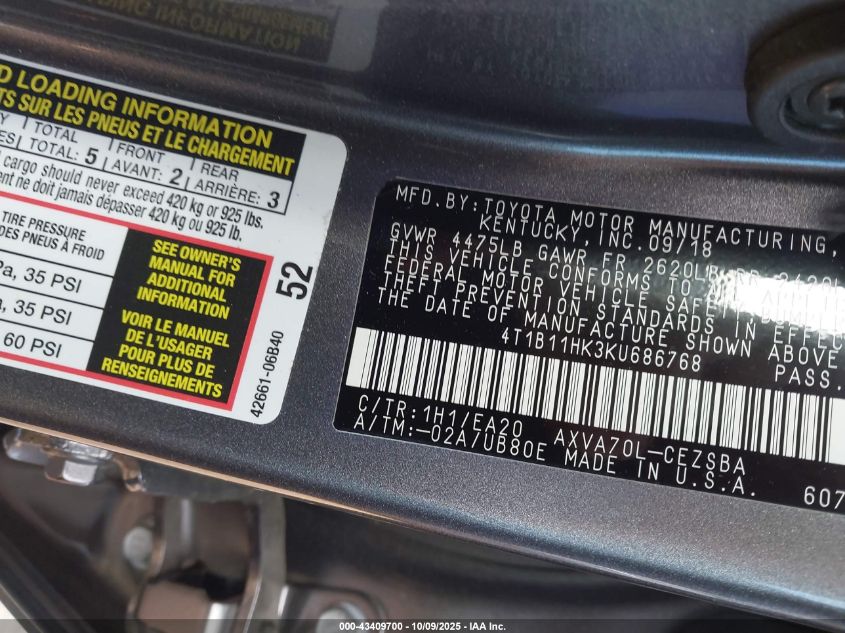 D LOADING INFORMATION
TS SUR LES PNEUS ET LE CHARGEMENT
TOTAL
TOTAL: 5
FRONT
AVANT: 2
REAR
ARRIÈRE: 3
cargo should never exceed 420 kg or 925 lbs.
ent ne doit jamais dépasser 420 kg ou 925 lb.
TIRE PRESSURE
DES PNEUS À FROID
Pa, 35 PSI
a, 35 PSI
60 PSI
SEE OWNER'S
MANUAL FOR
ADDITIONAL
INFORMATION
VOIR LE MANUEL
DE L'USAGER
POUR PLUS DE
RENSEIGNEMENTS
52
42661-06B40
MFD.BY:TOYOTA MOTOR MANUFACTURING,
KENTUCKY,INC.09/18
GVWR 4475LB GAWR FR 2620LB
THIS VEHICLE CONFORMS TO
FEDERAL MOTOR VEHICLE SAFETY
THEFT PREVENTION STANDARDS IN EFFECT
THE DATE OF MANUFACTURE SHOWN ABOVE
4T1B11HK3KU686768
PASS.
C/TR:1H1/EA20 AXVA70L-CEZSBA
A/TM:-02A/UB80E MADE IN U.S.A.
607
000-43409700 - 10/09/2025 - IAA Inc.